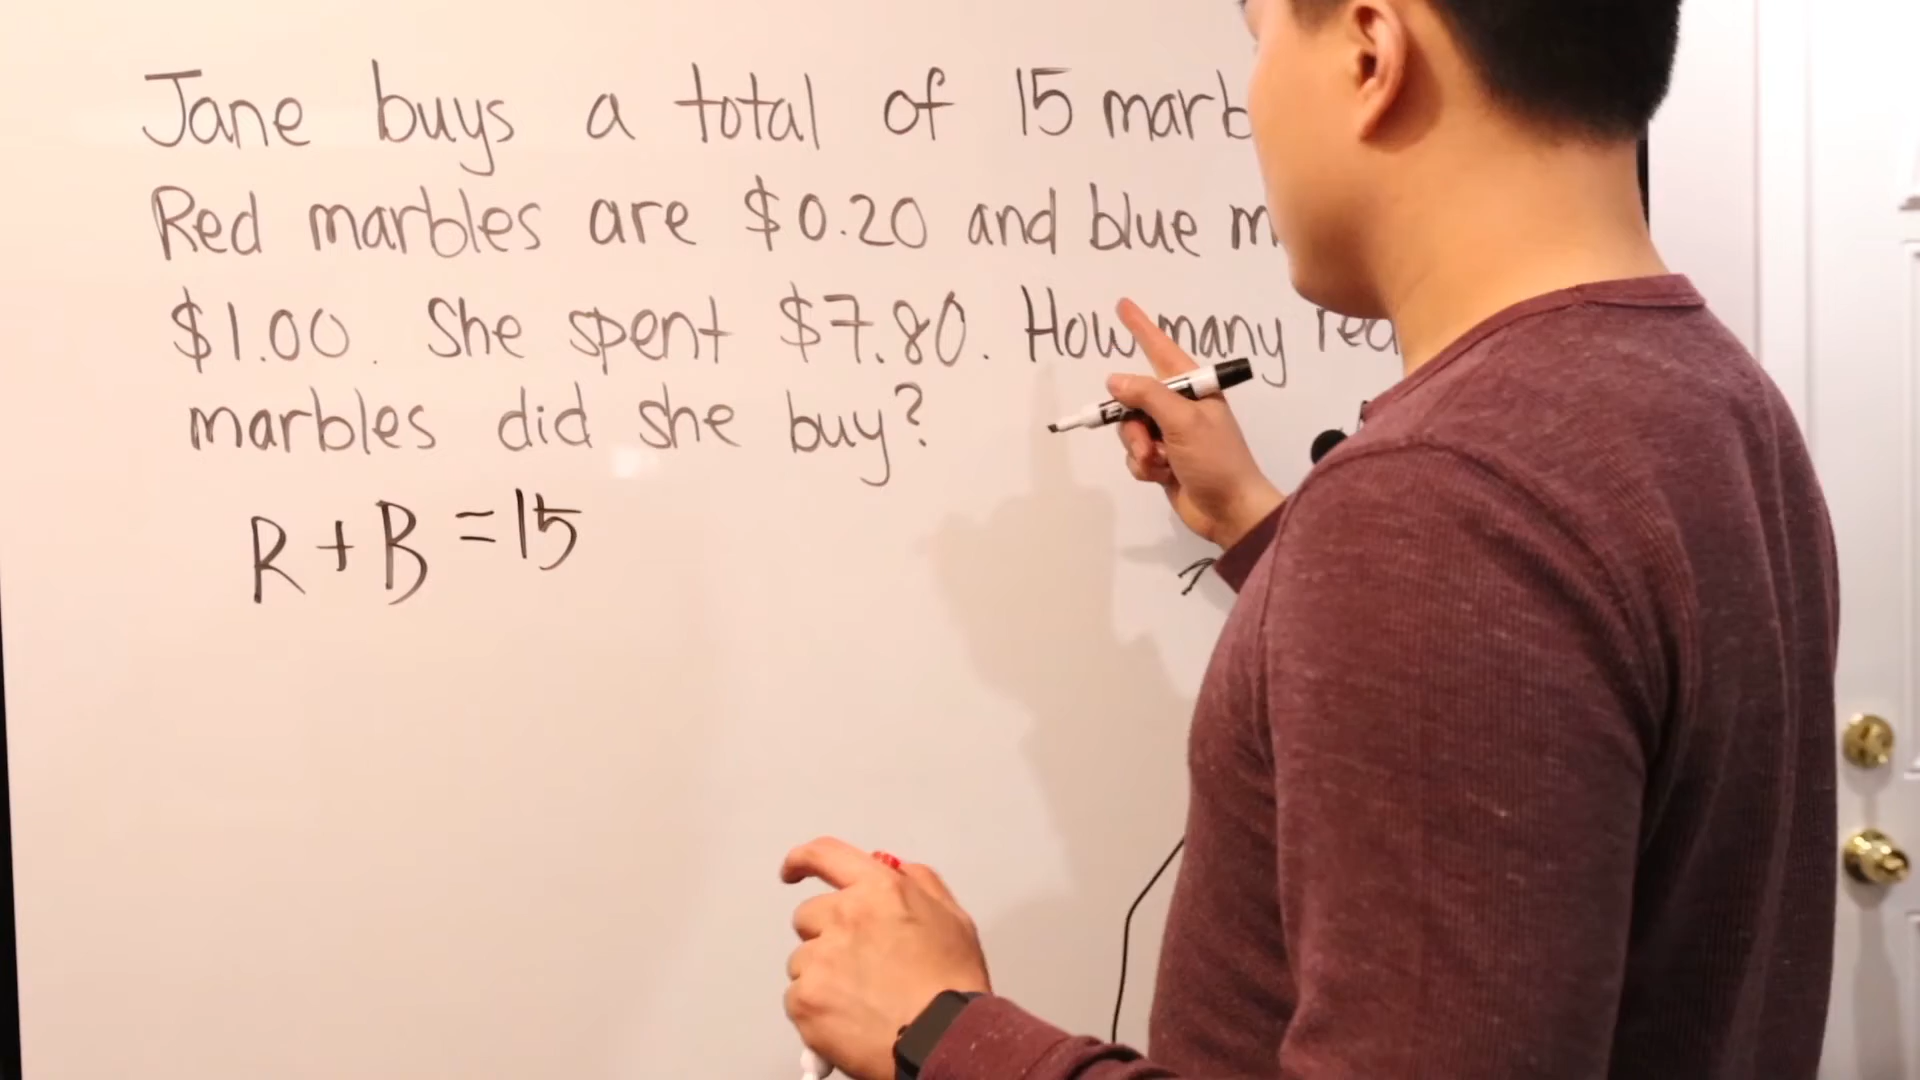 Jane buys a total of 15 marb
Red marbles are $0.20 and blue m
$1.00. She spent $7.80. How many red
marbles did she buy?
R + B = 15